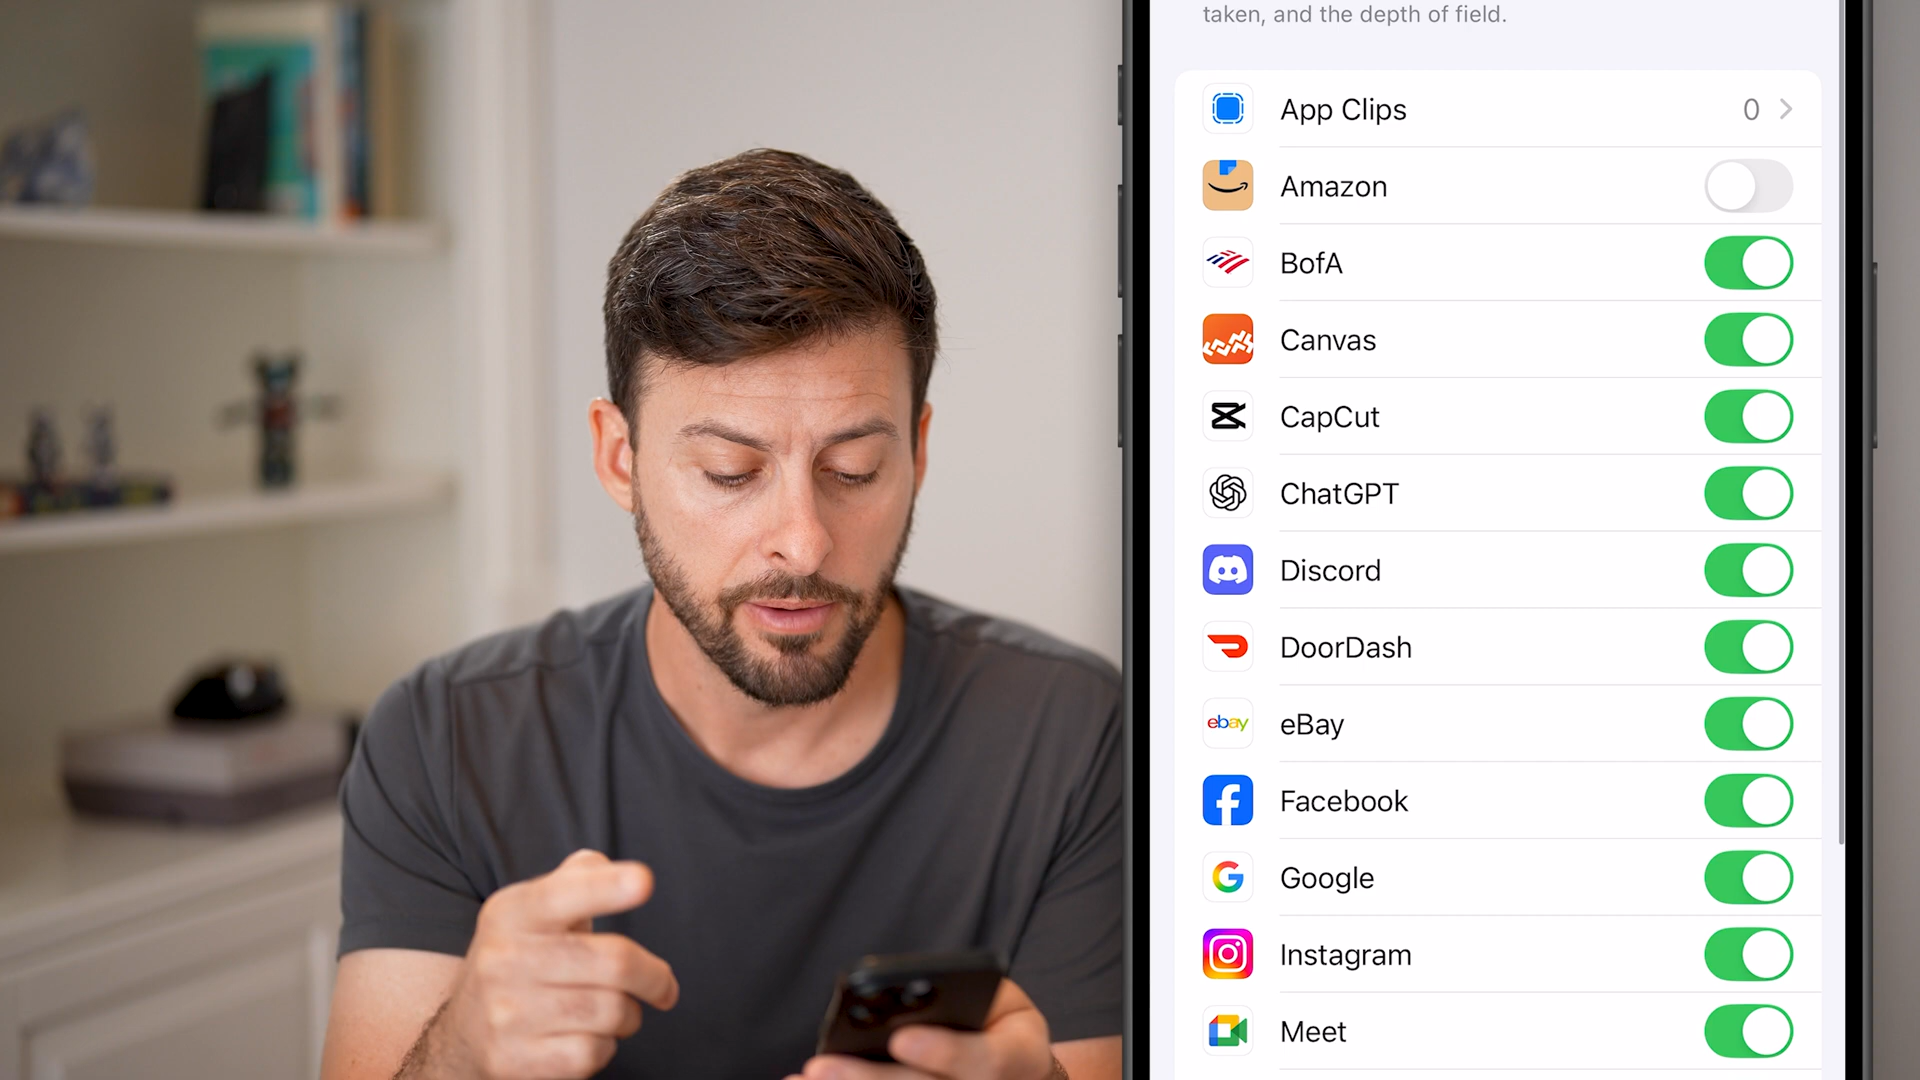 taken, and the depth of field.
App Clips 0
Amazon
BofA
Canvas
CapCut
ChatGPT
Discord
DoorDash
ebay eBay
Facebook
Google
Instagram
Meet